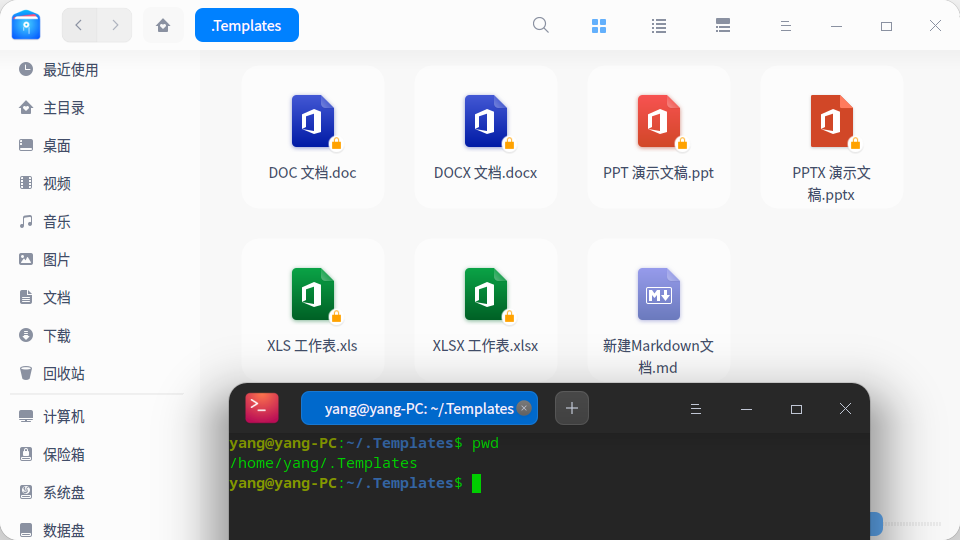 .Templates
最近使用
主目录
桌面
视频
音乐
图片
文档
下载
回收站
计算机
保险箱
系统盘
数据盘
DOC 文档.doc
DOCX 文档.docx
PPT 演示文稿.ppt
PPTX 演示文
稿.pptx
XLS 工作表.xls
XLSX 工作表.xlsx
新建Markdown文
档.md
yang@yang-PC: ~/.Templates
yang@yang-PC:~/.Templates$ pwd
/home/yang/.Templates
yang@yang-PC:~/.Templates$